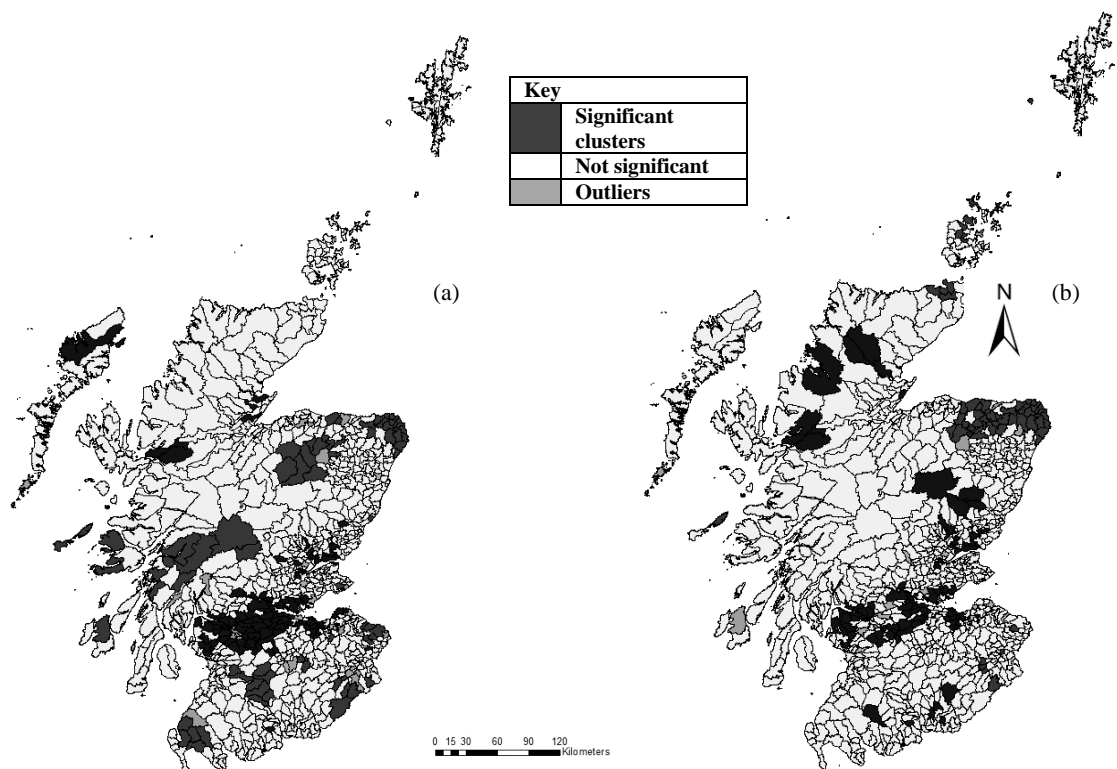 Key
Significant
clusters
Not significant
Outliers
(a)
N
(b)
0 15 30 60 90 120
Kilometers